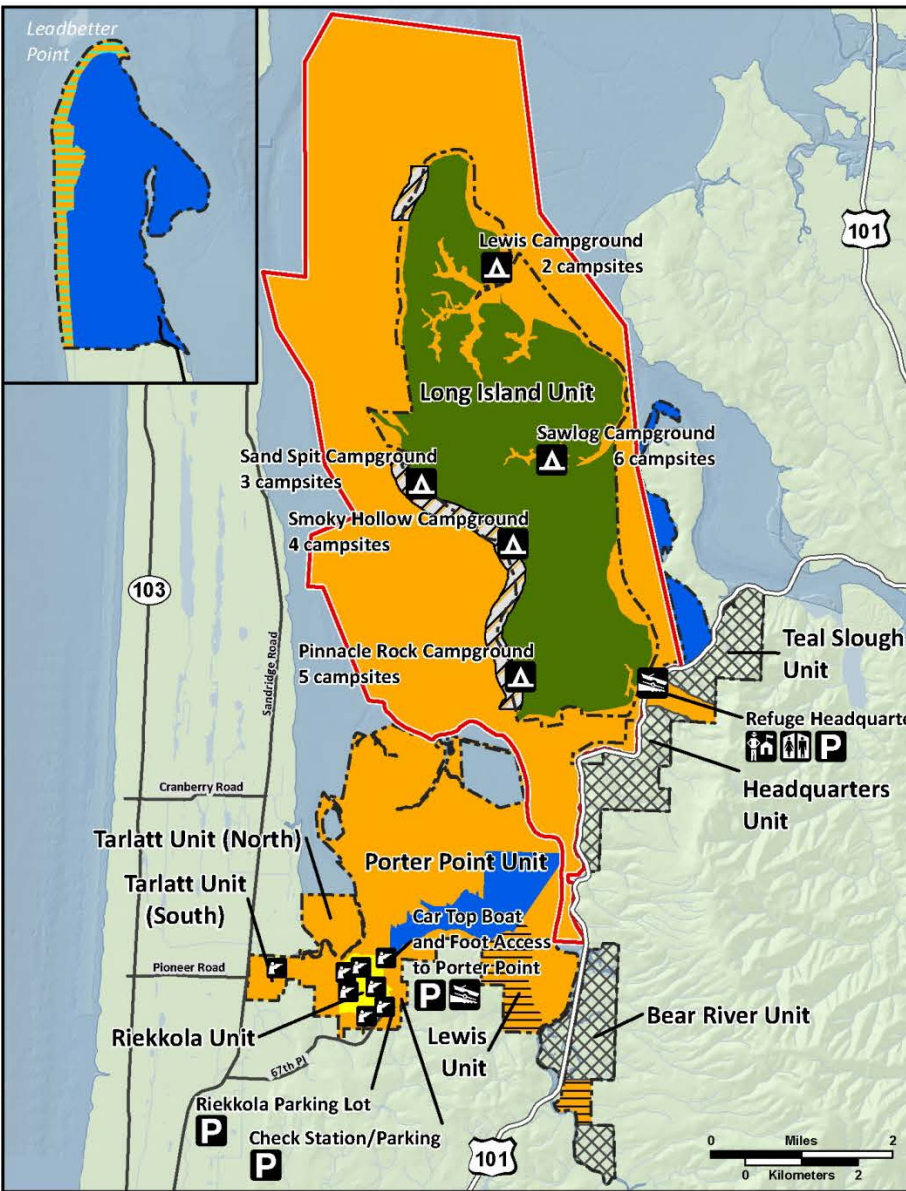 Leadbetter
Point
101
Lewis Campground
2 campsites
Long Island Unit
Sawlog Campground
6 campsites
Sand Spit Campground
3 campsites
Smoky Hollow Campground
4 campsites
103
Sandridge Road
Teal Slough
Unit
Pinnacle Rock Campground
5 campsites
Refuge Headquarte
P
Headquarters
Unit
Cranberry Road
Tarlatt Unit (North)
Porter Point Unit
Tarlatt Unit
(South)
Car Top Boat
and Foot Access
to Porter Point
P
Pioneer Road
Riekkola Unit
Lewis
Unit
Bear River Unit
67th Pl
Riekkola Parking Lot
P
Check Station/Parking
P
101
0 Miles 2
0 Kilometers 2